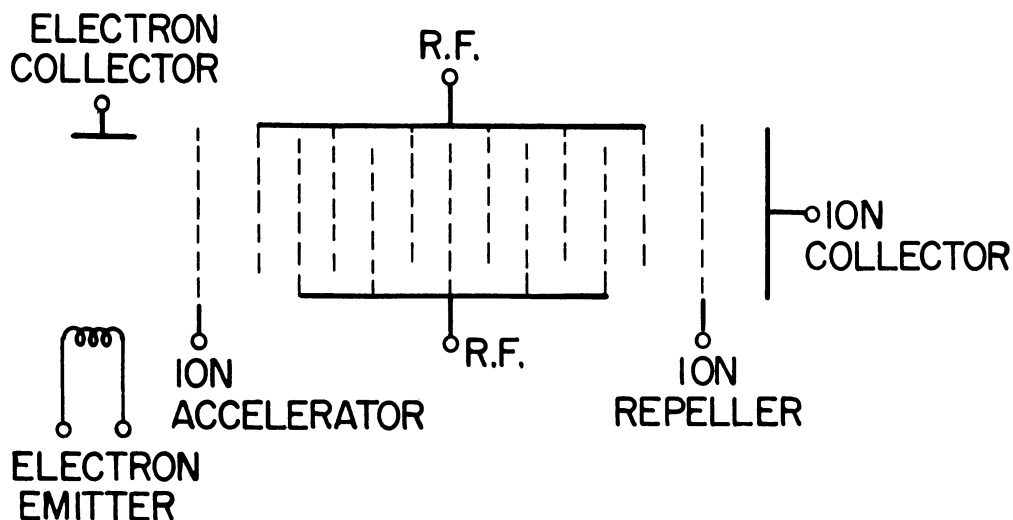 ELECTRON
COLLECTOR
R.F.
ION
COLLECTOR
R.F.
ION
ACCELERATOR
ION
REPELLER
ELECTRON
EMITTER